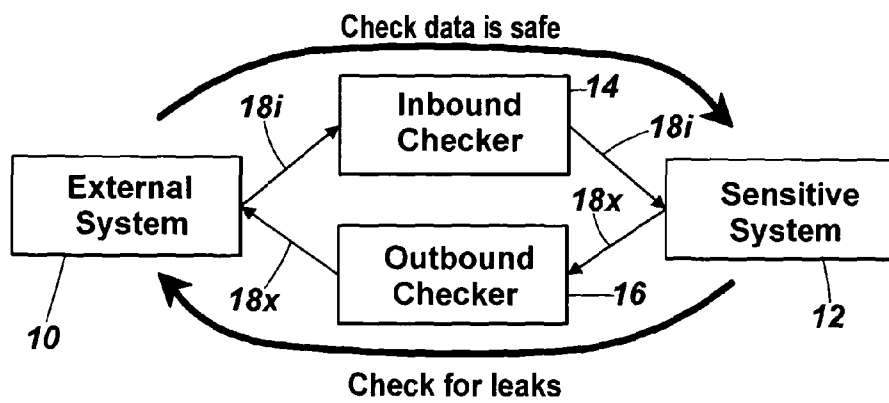 Check data is safe
18i
Inbound
Checker
14
18i
External
System
Sensitive
System
18x
Outbound
Checker
18x
16
10
12
Check for leaks